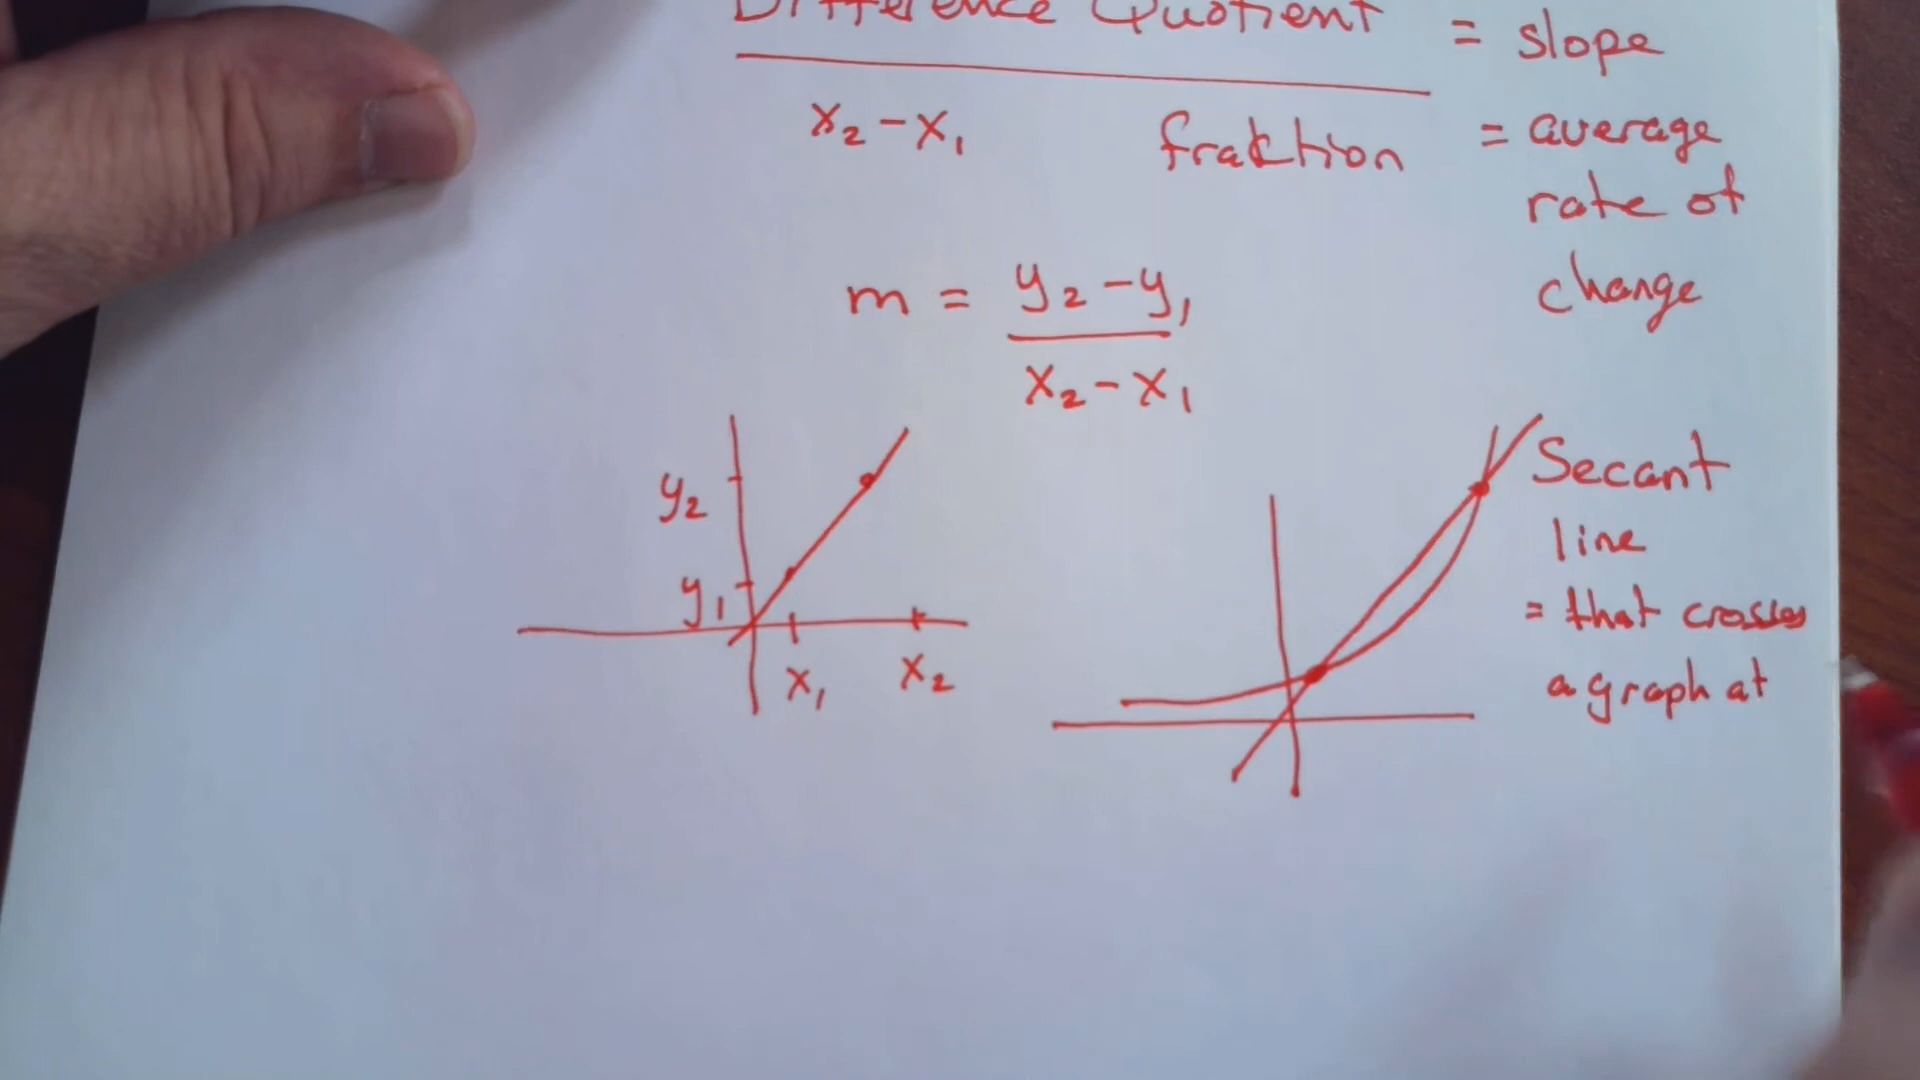 Difference Quotient = slope
x₂ - x₁ fraktion = average
rate of
change
m = y₂ - y₁
x₂ - x₁
y₂
y₁
x₁ x₂
Secant
line
= that crosses
a graph at